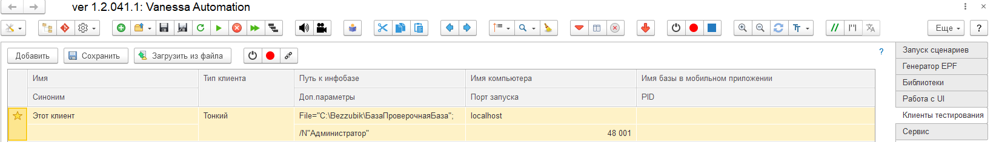 ver 1.2.041.1: Vanessa Automation
Еще ?
Добавить Сохранить Загрузить из файла ?
Имя Тип клиента Путь к инфобазе Имя компьютера Имя базы в мобильном приложении
Синоним Доп.параметры Порт запуска PID
Этот клиент Тонкий File="C:\Bezzubik\БазаПроверочнаяБаза"; localhost
/N"Администратор" 48 001
Запуск сценариев
Генератор EPF
Библиотеки
Работа с UI
Клиенты тестирования
Сервис